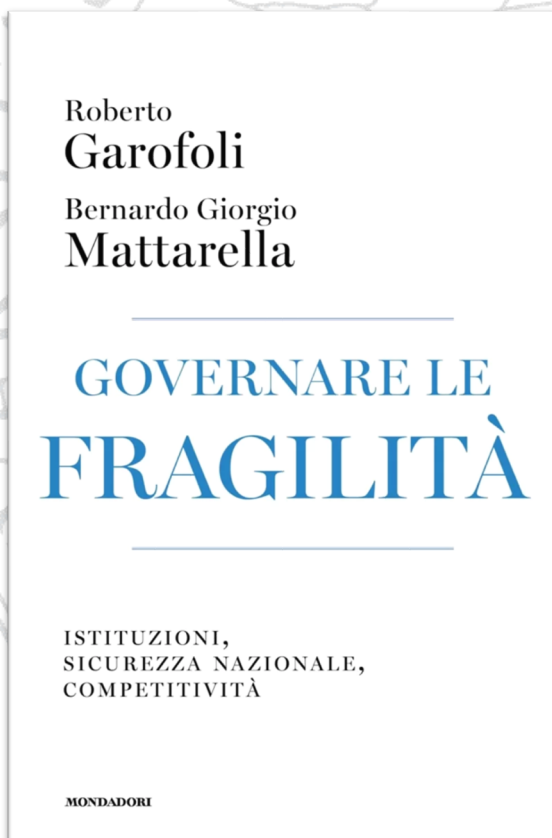 Roberto
Garofoli
Bernardo Giorgio
Mattarella
GOVERNARE LE
FRAGILITÀ
ISTITUZIONI,
SICUREZZA NAZIONALE,
COMPETITIVITÀ
MONDADORI